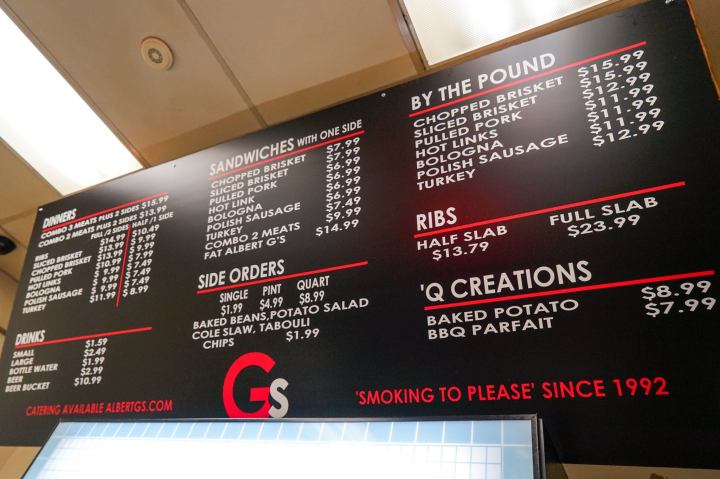 DINNERS
COMBO 3 MEATS PLUS 2 SIDES $15.99
COMBO 2 MEATS PLUS 2 SIDES $13.99
FULL/2 SIDES HALF/1 SIDE
RIBS $14.99 $10.49
SLICED BRISKET $13.99 $9.99
CHOPPED BRISKET $13.99 $9.99
PULLED PORK $10.99 $7.99
HOT LINKS $9.99 $7.49
BOLOGNA $9.99 $7.49
POLISH SAUSAGE $9.99 $7.49
TURKEY $11.99 $8.99
DRINKS
SMALL $1.59
LARGE $2.49
BOTTLE WATER $1.99
BEER $2.99
BEER BUCKET $10.99
CATERING AVAILABLE ALBERTGS.COM
SANDWICHES WITH ONE SIDE
CHOPPED BRISKET $7.99
SLICED BRISKET $7.99
PULLED PORK $6.99
HOT LINK $6.99
BOLOGNA $6.99
POLISH SAUSAGE $6.99
TURKEY $7.49
COMBO 2 MEATS $9.99
FAT ALBERT G'S $14.99
SIDE ORDERS
SINGLE PINT QUART
$1.99 $4.99 $8.99
BAKED BEANS,POTATO SALAD
COLE SLAW, TABOULI
CHIPS $1.99
Gs
BY THE POUND
CHOPPED BRISKET $15.99
SLICED BRISKET $15.99
PULLED PORK $12.99
HOT LINKS $11.99
BOLOGNA $11.99
POLISH SAUSAGE $11.99
TURKEY $12.99
RIBS
HALF SLAB FULL SLAB
$13.79 $23.99
'Q CREATIONS
BAKED POTATO $8.99
BBQ PARFAIT $7.99
'SMOKING TO PLEASE' SINCE 1992